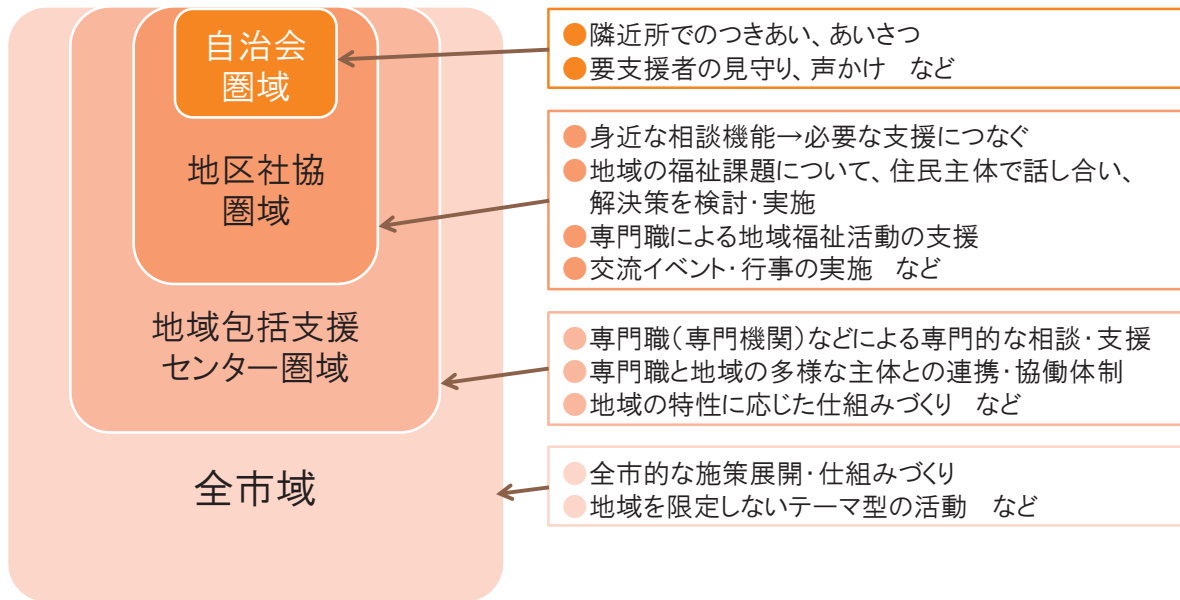 自治会
圏域
●隣近所でのつきあい、あいさつ
●要支援者の見守り、声かけ　など
地区社協
圏域
●身近な相談機能→必要な支援につなぐ
●地域の福祉課題について、住民主体で話し合い、
解決策を検討・実施
●専門職による地域福祉活動の支援
●交流イベント・行事の実施　など
地域包括支援
センター圏域
●専門職（専門機関）などによる専門的な相談・支援
●専門職と地域の多様な主体との連携・協働体制
●地域の特性に応じた仕組みづくり　など
全市域
●全市的な施策展開・仕組みづくり
●地域を限定しないテーマ型の活動　など